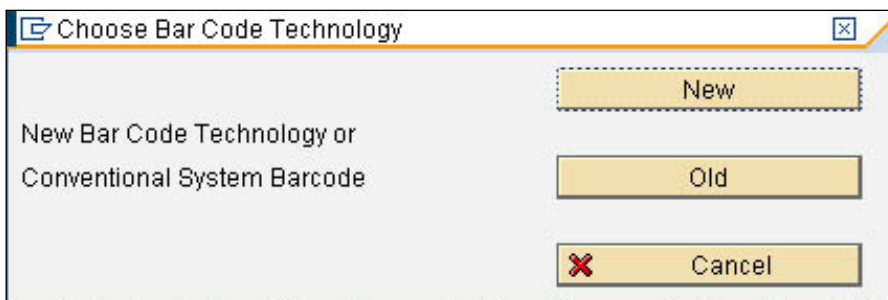 Choose Bar Code Technology
New
New Bar Code Technology or
Conventional System Barcode
Old
Cancel